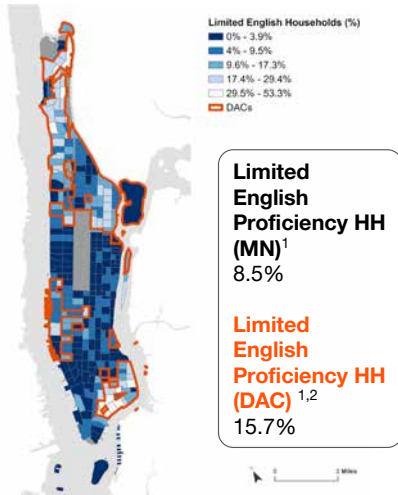 Limited English Households (%)
0% - 3.9%
4% - 9.5%
9.6% - 17.3%
17.4% - 29.4%
29.5% - 53.3%
DACs
Limited
English
Proficiency HH
(MN)¹
8.5%
Limited
English
Proficiency HH
(DAC) ¹,²
15.7%
0
2 Miles